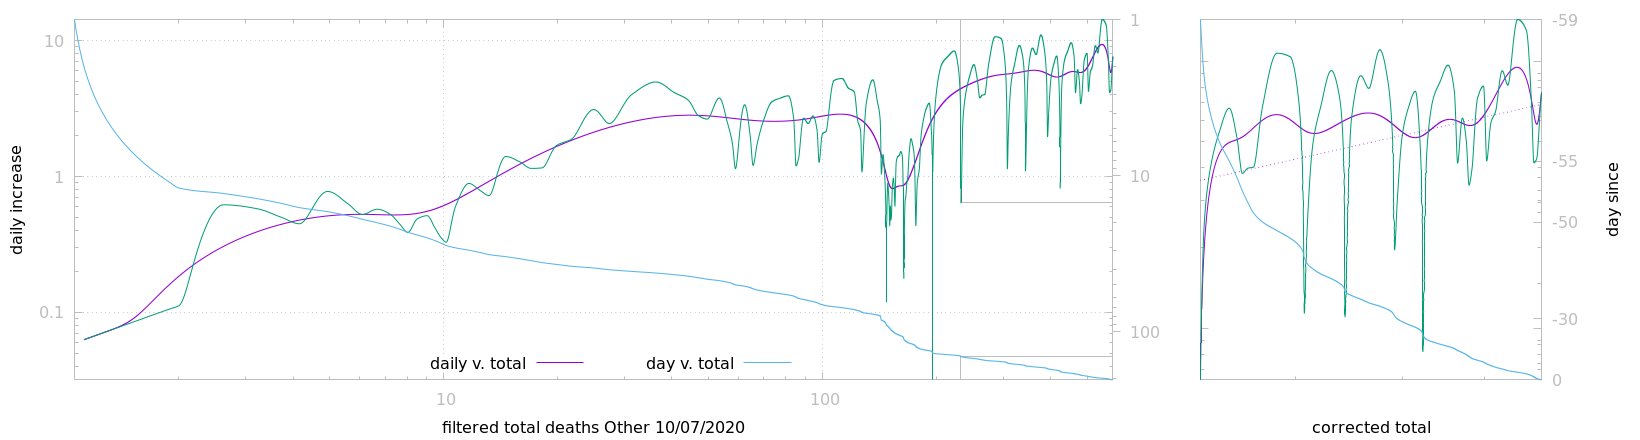 10
1
0.1
daily increase
1
10
100
daily v. total
day v. total
10
100
filtered total deaths Other 10/07/2020
-59
-55
-50
-30
0
day since
corrected total